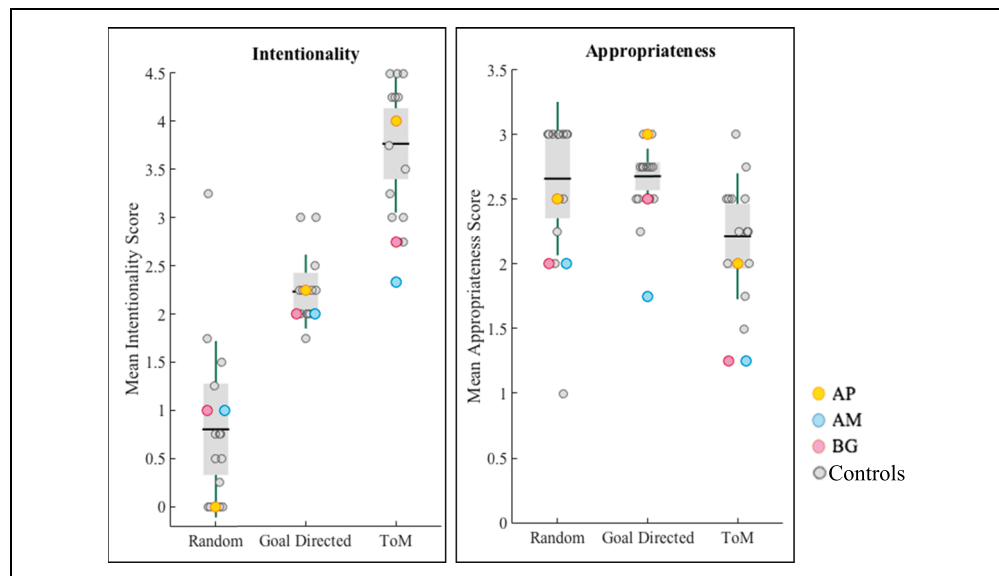 Intentionality
Mean Intentionality Score
4.5
4
3.5
3
2.5
2
1.5
1
0.5
0
Random
Goal Directed
ToM
Appropriateness
Mean Appropriateness Score
3.5
3
2.5
2
1.5
1
0.5
0
Random
Goal Directed
ToM
AP
AM
BG
Controls